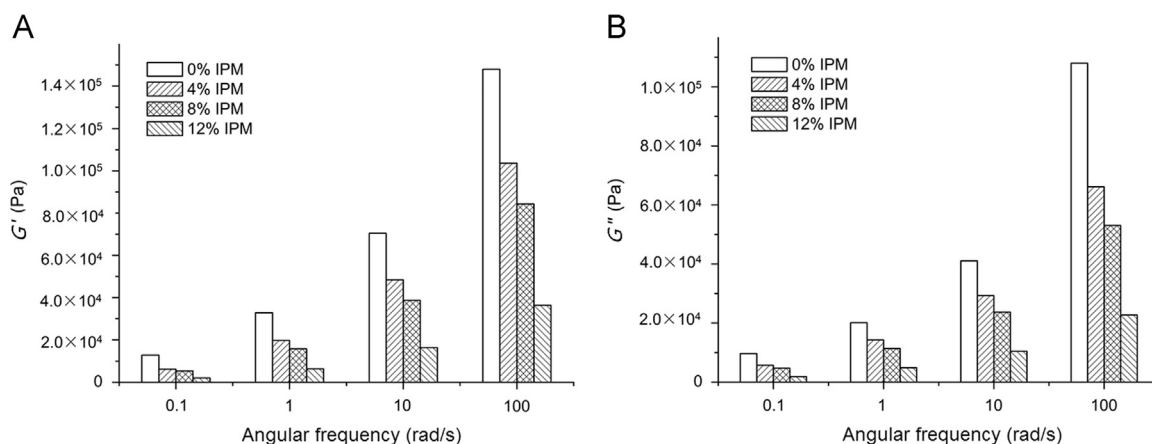 A
0% IPM
4% IPM
8% IPM
12% IPM
1.4×10⁵
1.2×10⁵
1.0×10⁵
8.0×10⁴
6.0×10⁴
4.0×10⁴
2.0×10⁴
0
G′ (Pa)
0.1 1 10 100
Angular frequency (rad/s)
B
0% IPM
4% IPM
8% IPM
12% IPM
1.0×10⁵
8.0×10⁴
6.0×10⁴
4.0×10⁴
2.0×10⁴
0
G″ (Pa)
0.1 1 10 100
Angular frequency (rad/s)